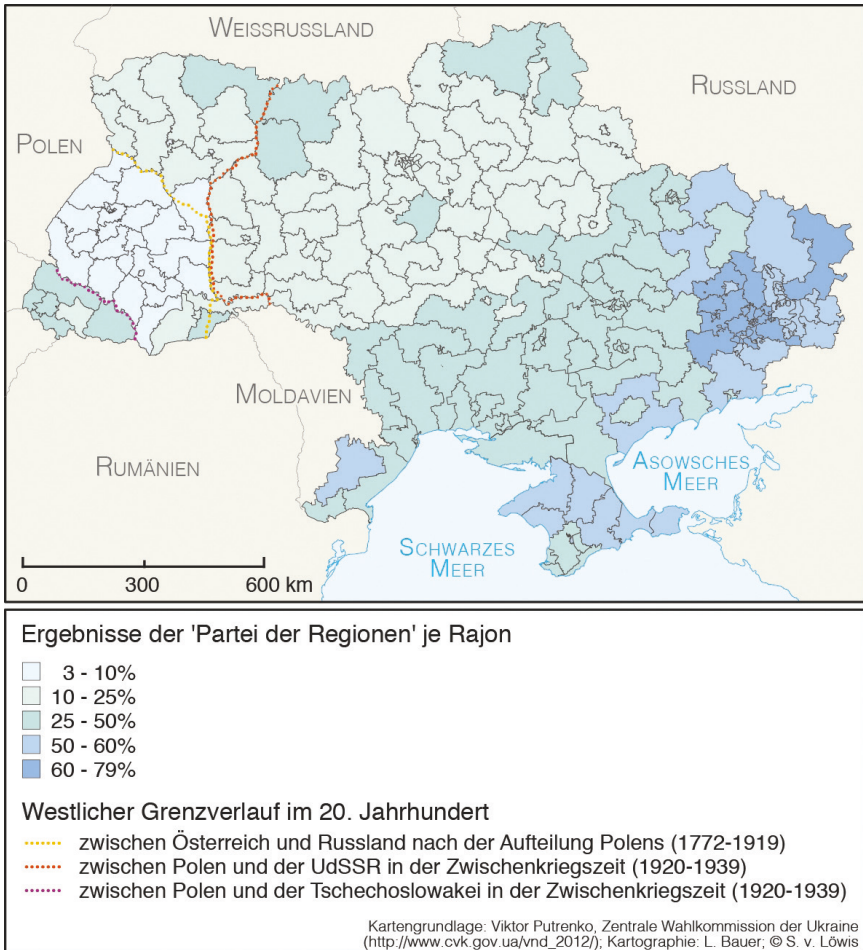 WEISSRUSSLAND
RUSSLAND
POLEN
MOLDAVIEN
RUMÄNIEN
ASOWSCHES
MEER
SCHWARZES
MEER
0 300 600 km
Ergebnisse der 'Partei der Regionen' je Rajon
3 - 10%
10 - 25%
25 - 50%
50 - 60%
60 - 79%
Westlicher Grenzverlauf im 20. Jahrhundert
zwischen Österreich und Russland nach der Aufteilung Polens (1772-1919)
zwischen Polen und der UdSSR in der Zwischenkriegszeit (1920-1939)
zwischen Polen und der Tschechoslowakei in der Zwischenkriegszeit (1920-1939)
Kartengrundlage: Viktor Putrenko, Zentrale Wahlkommission der Ukraine
(http://www.cvk.gov.ua/vnd_2012/); Kartographie: L. Bauer; © S. v. Löwis